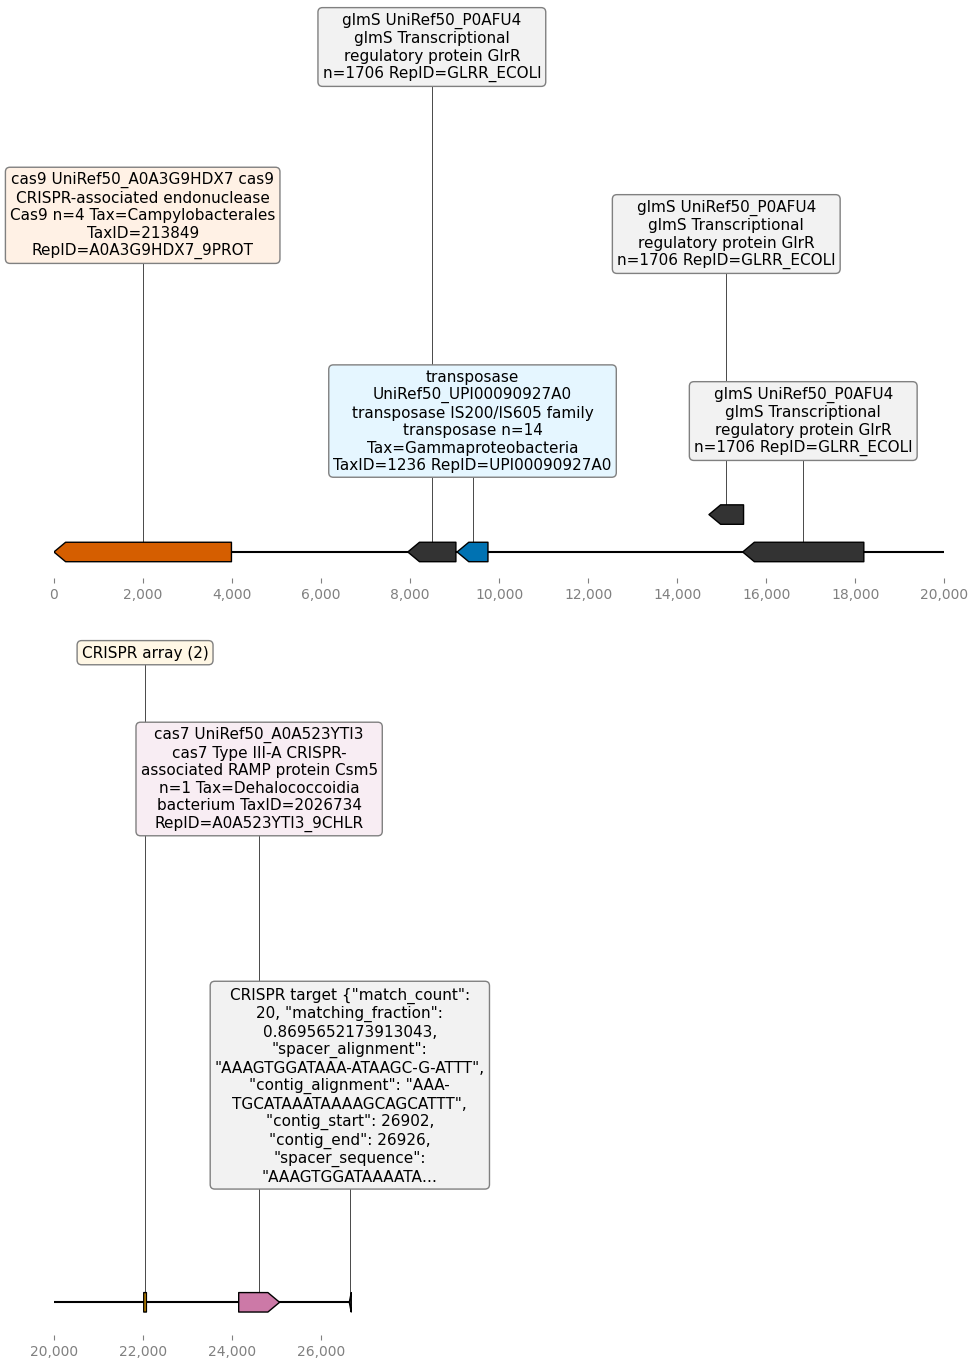 glmS UniRef50_P0AFU4
glmS Transcriptional
regulatory protein GlrR
n=1706 RepID=GLRR_ECOLI
cas9 UniRef50_A0A3G9HDX7 cas9
CRISPR-associated endonuclease
Cas9 n=4 Tax=Campylobacterales
TaxID=213849
RepID=A0A3G9HDX7_9PROT
glmS UniRef50_P0AFU4
glmS Transcriptional
regulatory protein GlrR
n=1706 RepID=GLRR_ECOLI
transposase
UniRef50_UPI00090927A0
transposase IS200/IS605 family
transposase n=14
Tax=Gammaproteobacteria
TaxID=1236 RepID=UPI00090927A0
glmS UniRef50_P0AFU4
glmS Transcriptional
regulatory protein GlrR
n=1706 RepID=GLRR_ECOLI
0 2,000 4,000 6,000 8,000 10,000 12,000 14,000 16,000 18,000 20,000
CRISPR array (2)
cas7 UniRef50_A0A523YTI3
cas7 Type III-A CRISPR-
associated RAMP protein Csm5
n=1 Tax=Dehalococcoidia
bacterium TaxID=2026734
RepID=A0A523YTI3_9CHLR
CRISPR target {"match_count":
20, "matching_fraction":
0.8695652173913043,
"spacer_alignment":
"AAAGTGGATAAA-ATAAGC-G-ATTT",
"contig_alignment": "AAA-
TGCATAAATAAAAGCAGCATTT",
"contig_start": 26902,
"contig_end": 26926,
"spacer_sequence":
"AAAGTGGATAAAATA...
20,000 22,000 24,000 26,000